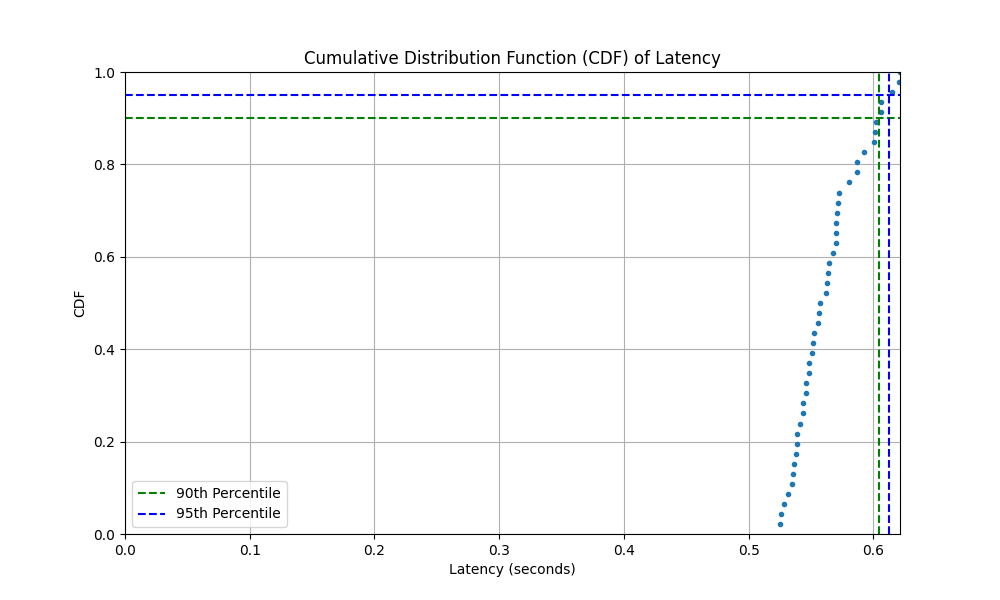 Cumulative Distribution Function (CDF) of Latency
1.0
0.8
0.6
0.4
0.2
0.0
CDF
90th Percentile
95th Percentile
0.0 0.1 0.2 0.3 0.4 0.5 0.6
Latency (seconds)